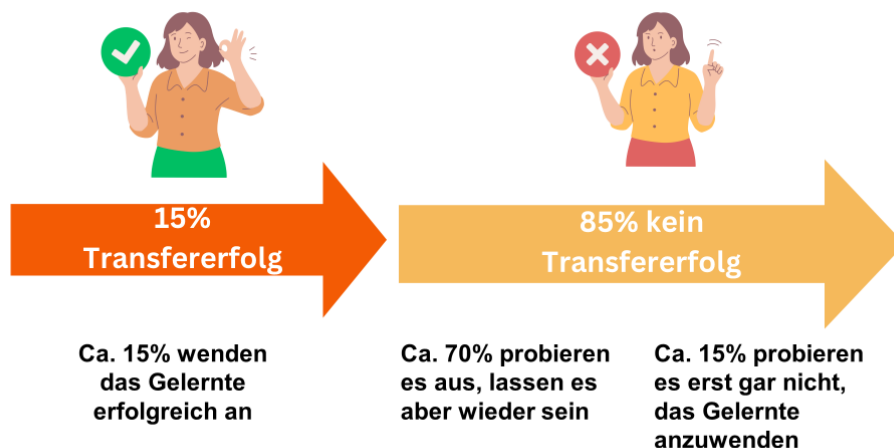 15%
Transfererfolg
85% kein
Transfererfolg
Ca. 15% wenden
das Gelernte
erfolgreich an
Ca. 70% probieren
es aus, lassen es
aber wieder sein
Ca. 15% probieren
es erst gar nicht,
das Gelernte
anzuwenden